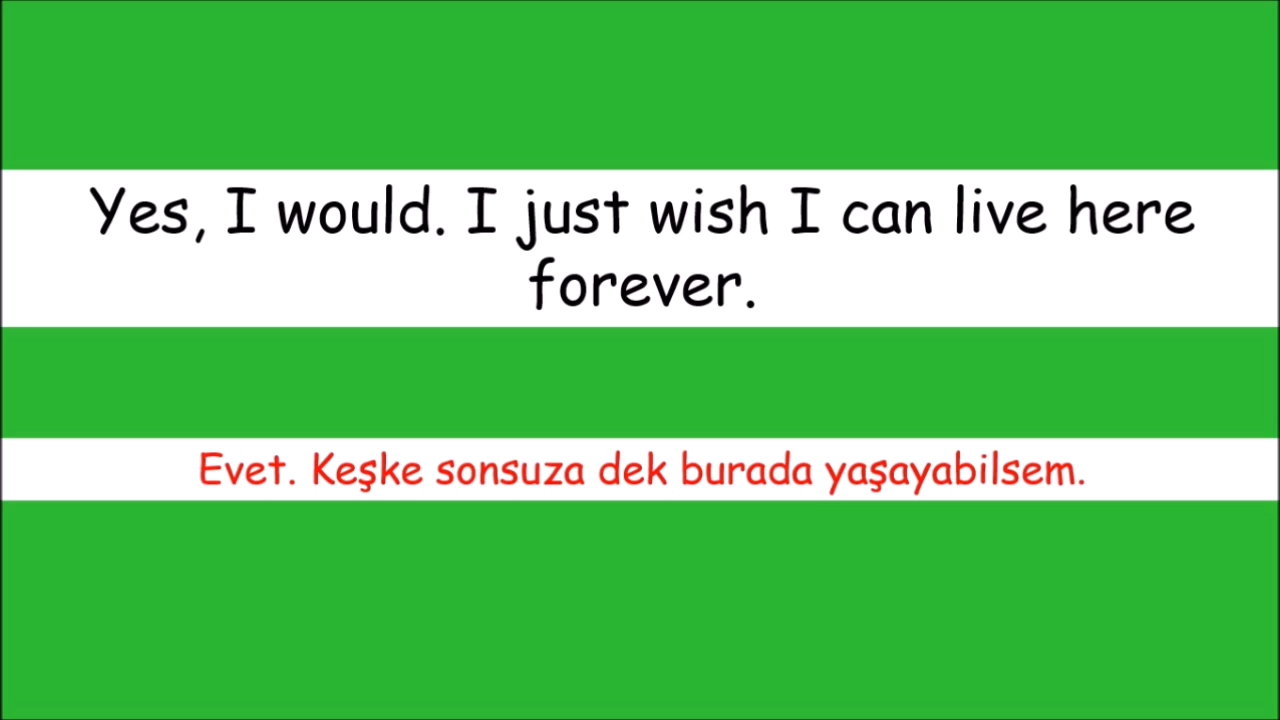 Yes, I would. I just wish I can live here
forever.
Evet. Keşke sonsuza dek burada yaşayabilsem.